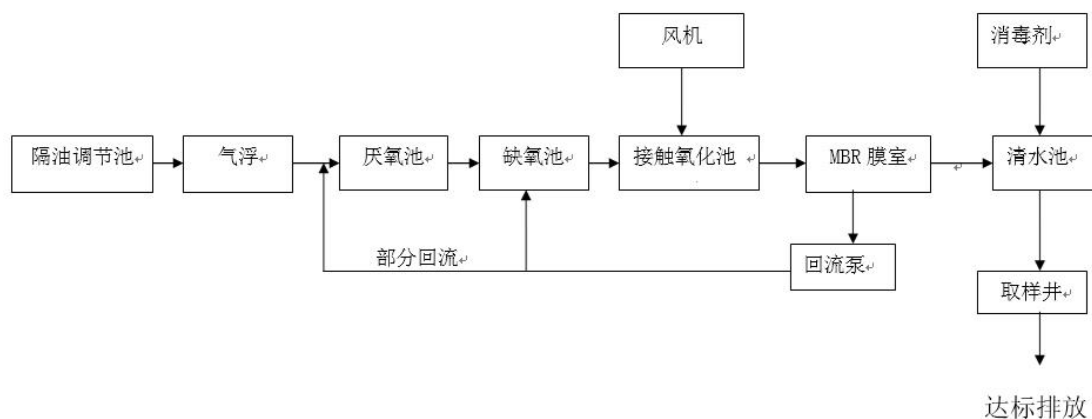 风机
消毒剂
隔油调节池
气浮
厌氧池
缺氧池
接触氧化池
MBR 膜室
清水池
部分回流
回流泵
取样井
达标排放